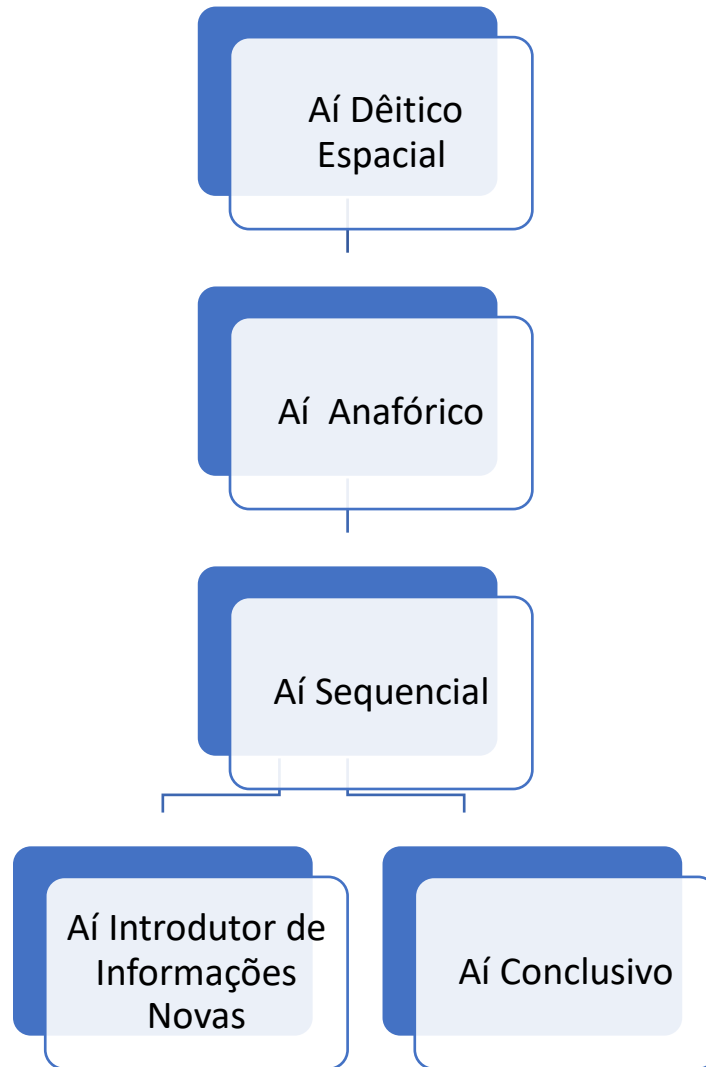 Aí Dêitico
Espacial
Aí  Anafórico
Aí Sequencial
Aí Introdutor de
Informações
Novas
Aí Conclusivo